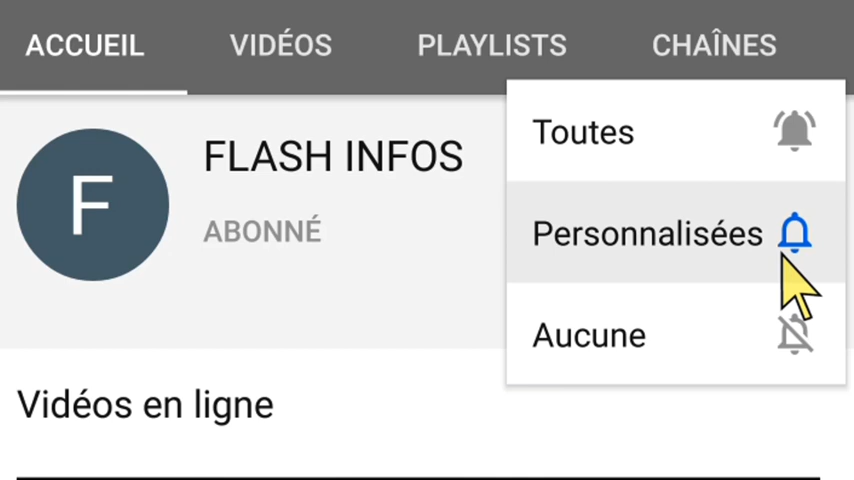 ACCUEIL VIDÉOS PLAYLISTS CHAÎNES
F
FLASH INFOS
ABONNÉ
Toutes
Personnalisées
Aucune
Vidéos en ligne